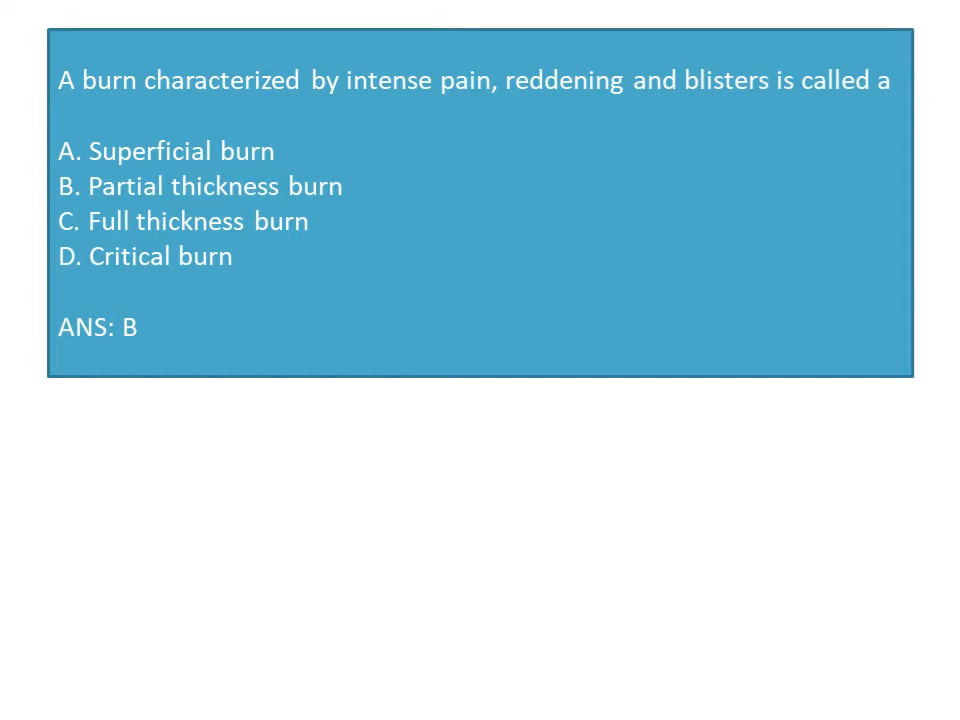 A burn characterized by intense pain, reddening and blisters is called a
A. Superficial burn
B. Partial thickness burn
C. Full thickness burn
D. Critical burn
ANS: B